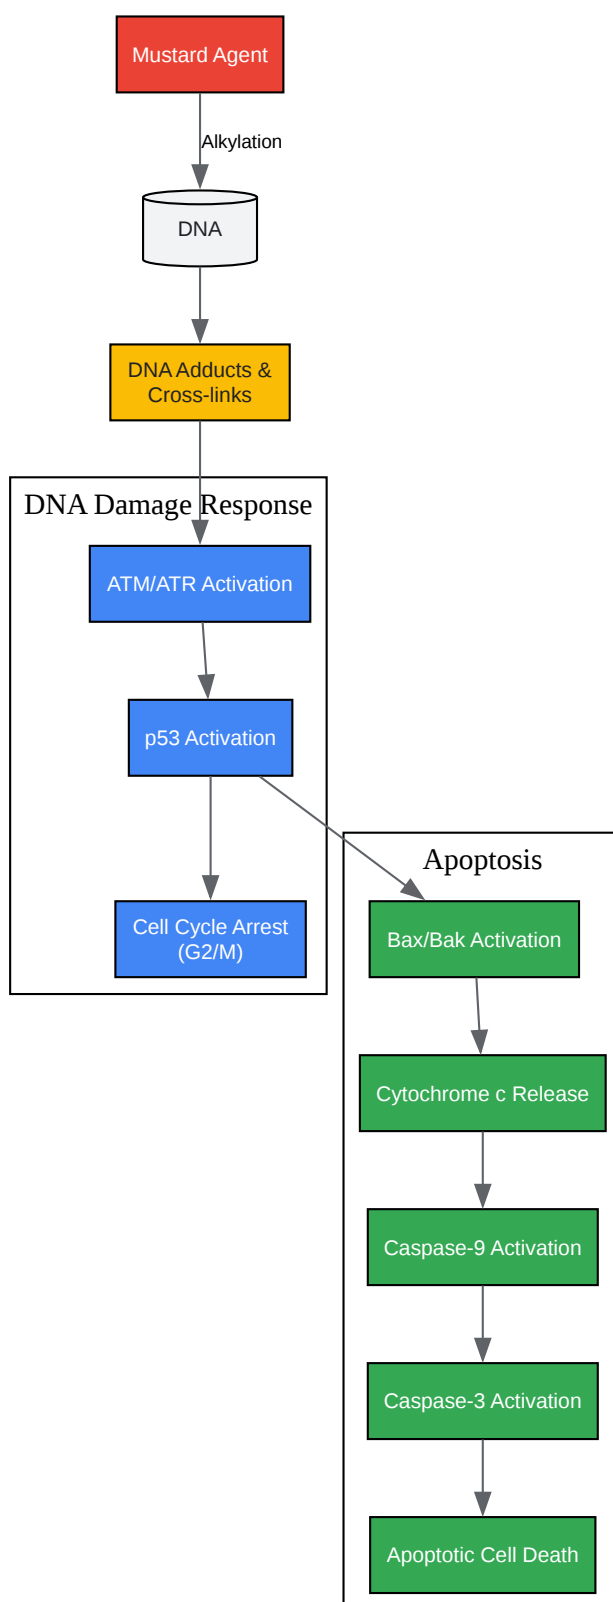 Mustard Agent
Alkylation
DNA
DNA Adducts &
Cross-links
DNA Damage Response
ATM/ATR Activation
p53 Activation
Cell Cycle Arrest
(G2/M)
Apoptosis
Bax/Bak Activation
Cytochrome c Release
Caspase-9 Activation
Caspase-3 Activation
Apoptotic Cell Death